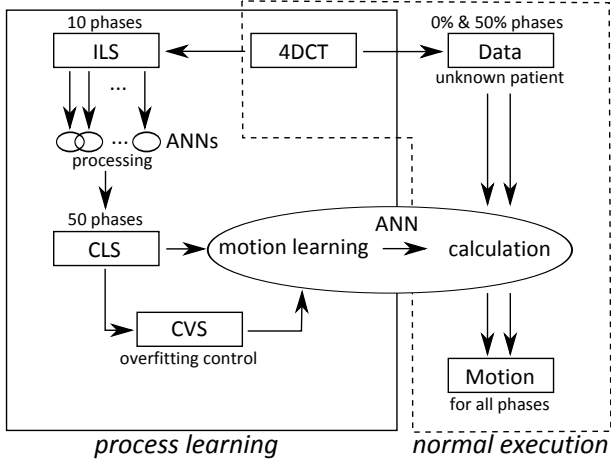 10 phases
ILS
4DCT
0% & 50% phases
Data
unknown patient
...
... ANNs
processing
50 phases
CLS
motion learning
ANN
calculation
CVS
overfitting control
Motion
for all phases
process learning
normal execution